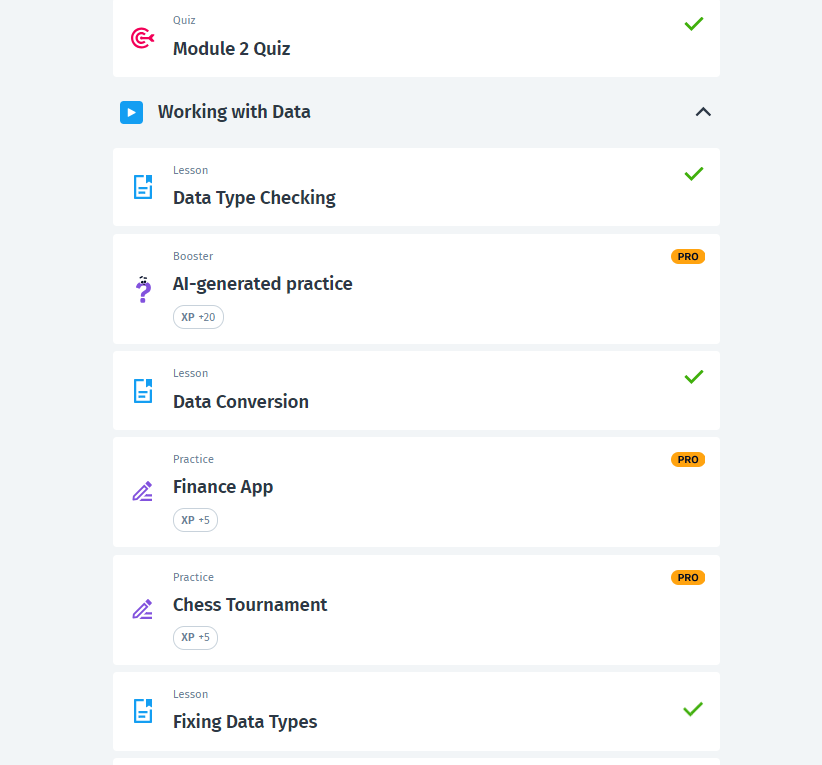 Quiz
Module 2 Quiz
Working with Data
Lesson
Data Type Checking
Booster
PRO
AI-generated practice
XP +20
Lesson
Data Conversion
Practice
PRO
Finance App
XP +5
Practice
PRO
Chess Tournament
XP +5
Lesson
Fixing Data Types